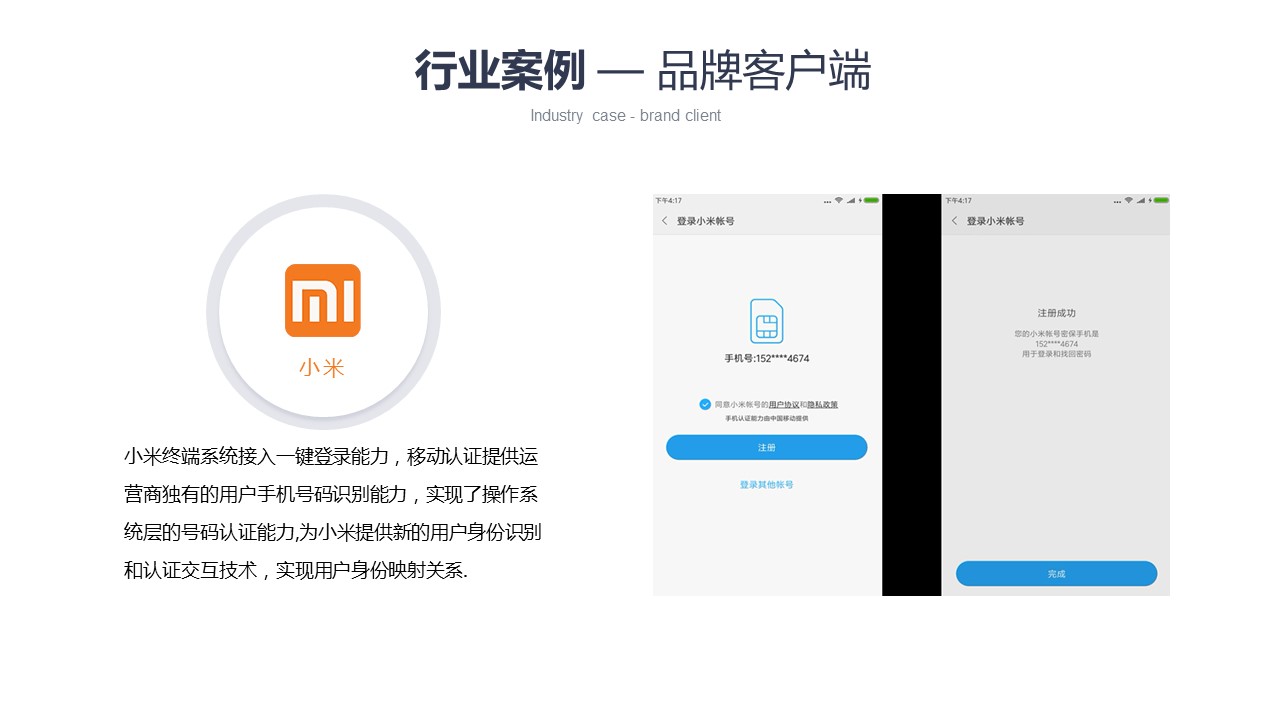 行业案例 — 品牌客户端
Industry case - brand client
mi
小米
小米终端系统接入一键登录能力，移动认证提供运
营商独有的用户手机号码识别能力，实现了操作系
统层的号码认证能力,为小米提供新的用户身份识别
和认证交互技术，实现用户身份映射关系.
下午4:17
登录小米帐号
手机号:152****4674
同意小米帐号的用户协议和隐私政策
手机认证能力由中国移动提供
注册
登录其他帐号
下午4:17
登录小米帐号
注册成功
您的小米帐号密保手机是
152****4674
用于登录和找回密码
完成